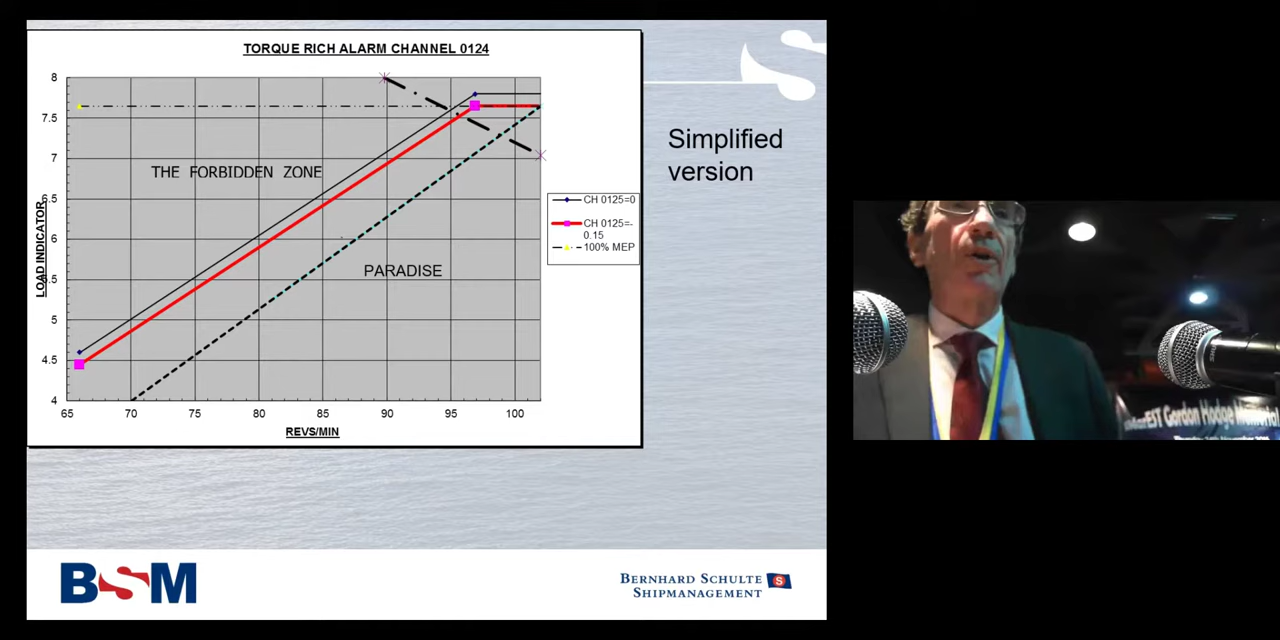 TORQUE RICH ALARM CHANNEL 0124
8
7.5
7
6.5
6
5.5
5
4.5
4
LOAD INDICATOR
THE FORBIDDEN ZONE
PARADISE
65 70 75 80 85 90 95 100
REVS/MIN
CH 0125=0
CH 0125=-
0.15
100% MEP
Simplified
version
BSM
BERNHARD SCHULTE
SHIPMANAGEMENT
S
Gordon Hodge Memorial